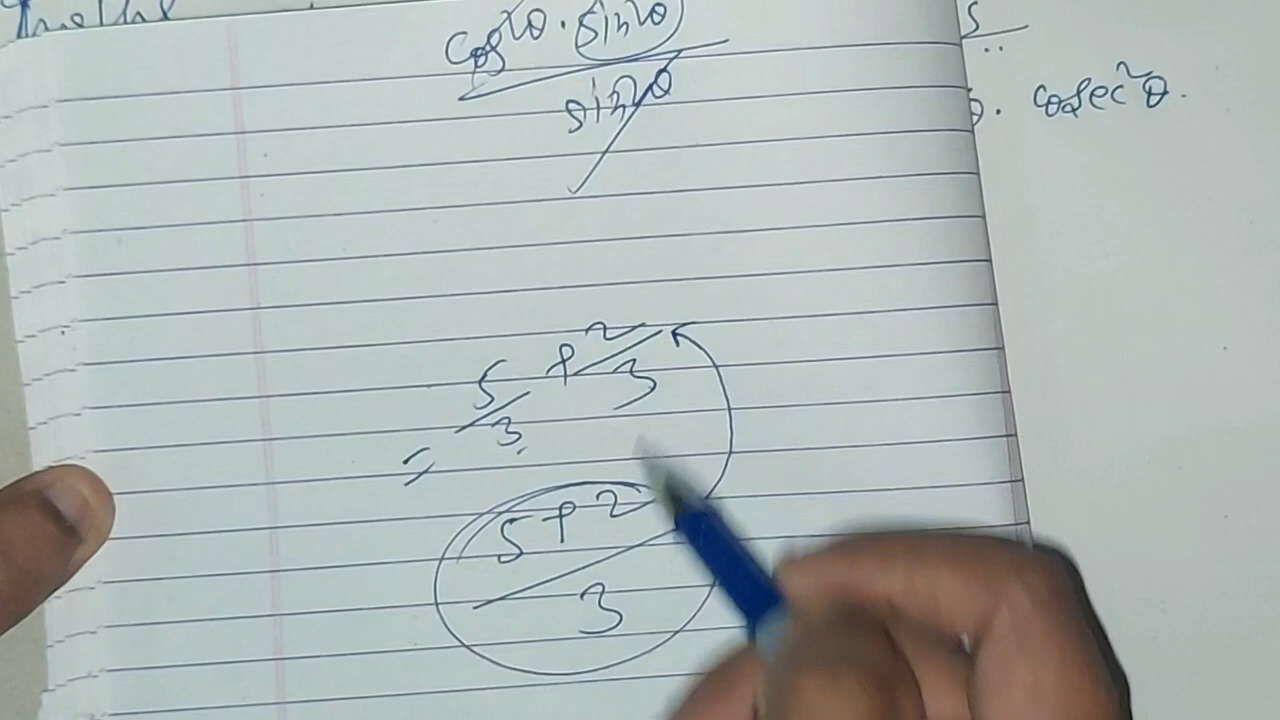 cos²θ · sin²θ
sin²θ
cosec²θ.
5/3 + 2/3
=
5+2
3